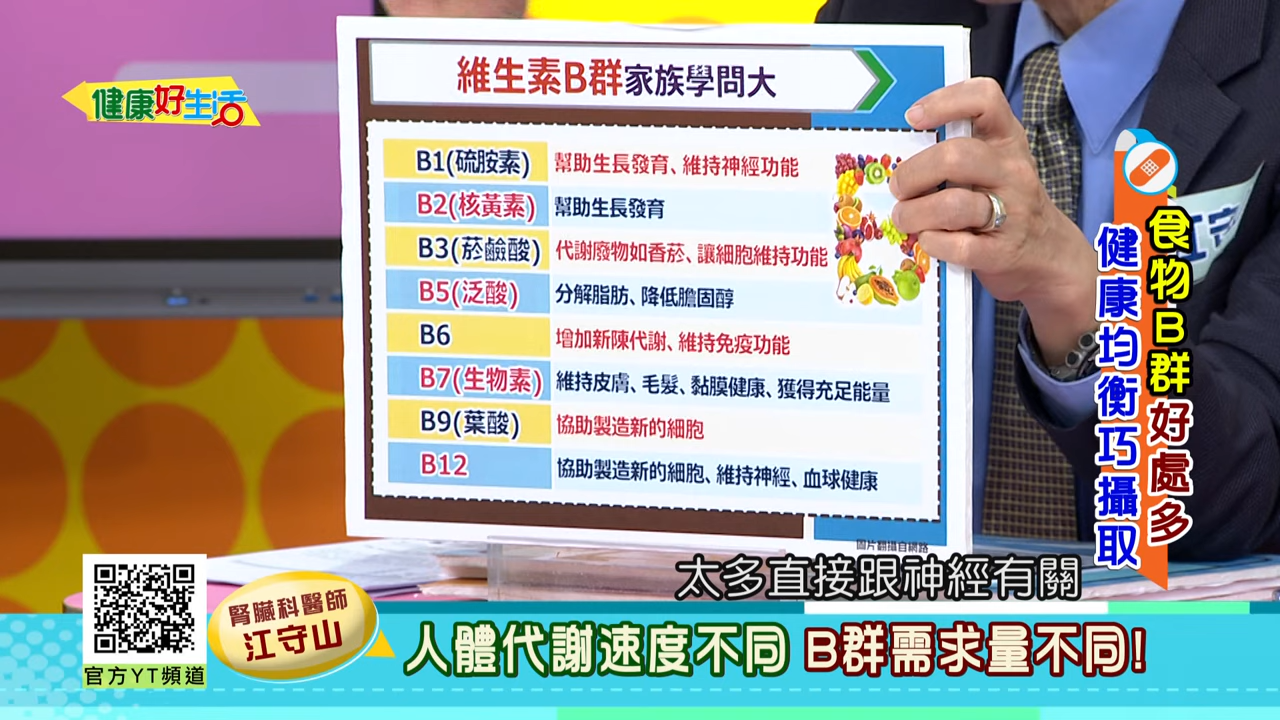 健康好生活
維生素B群家族學問大
B1(硫胺素) 幫助生長發育、維持神經功能
B2(核黃素) 幫助生長發育
B3(菸鹼酸) 代謝廢物如香菸、讓細胞維持功能
B5(泛酸) 分解脂肪、降低膽固醇
B6 增加新陳代謝、維持免疫功能
B7(生物素) 維持皮膚、毛髮、黏膜健康、獲得充足能量
B9(葉酸) 協助製造新的細胞
B12 協助製造新的細胞、維持神經、血球健康
圖片翻攝自網路
食物B群好處多
健康均衡巧攝取
江守
太多直接跟神經有關
腎臟科醫師
江守山
人體代謝速度不同 B群需求量不同!
官方YT頻道